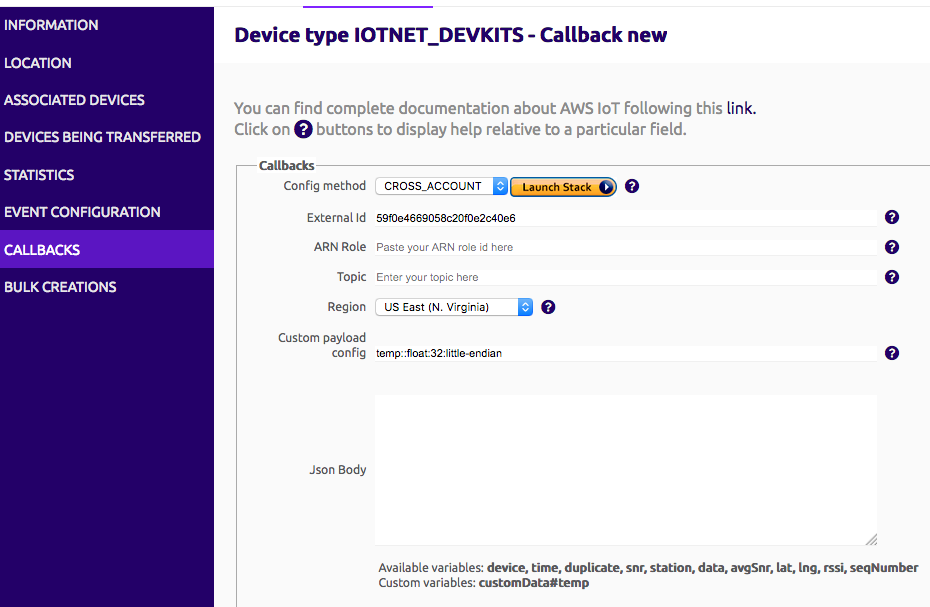 INFORMATION
LOCATION
ASSOCIATED DEVICES
DEVICES BEING TRANSFERRED
STATISTICS
EVENT CONFIGURATION
CALLBACKS
BULK CREATIONS
Device type IOTNET_DEVKITS - Callback new
You can find complete documentation about AWS IoT following this link.
Click on ? buttons to display help relative to a particular field.
Callbacks
Config method CROSS_ACCOUNT Launch Stack ?
External Id 59f0e4669058c20f0e2c40e6 ?
ARN Role Paste your ARN role id here ?
Topic Enter your topic here ?
Region US East (N. Virginia) ?
Custom payload
config temp::float:32:little-endian ?
Json Body
Available variables: device, time, duplicate, snr, station, data, avgSnr, lat, lng, rssi, seqNumber
Custom variables: customData#temp